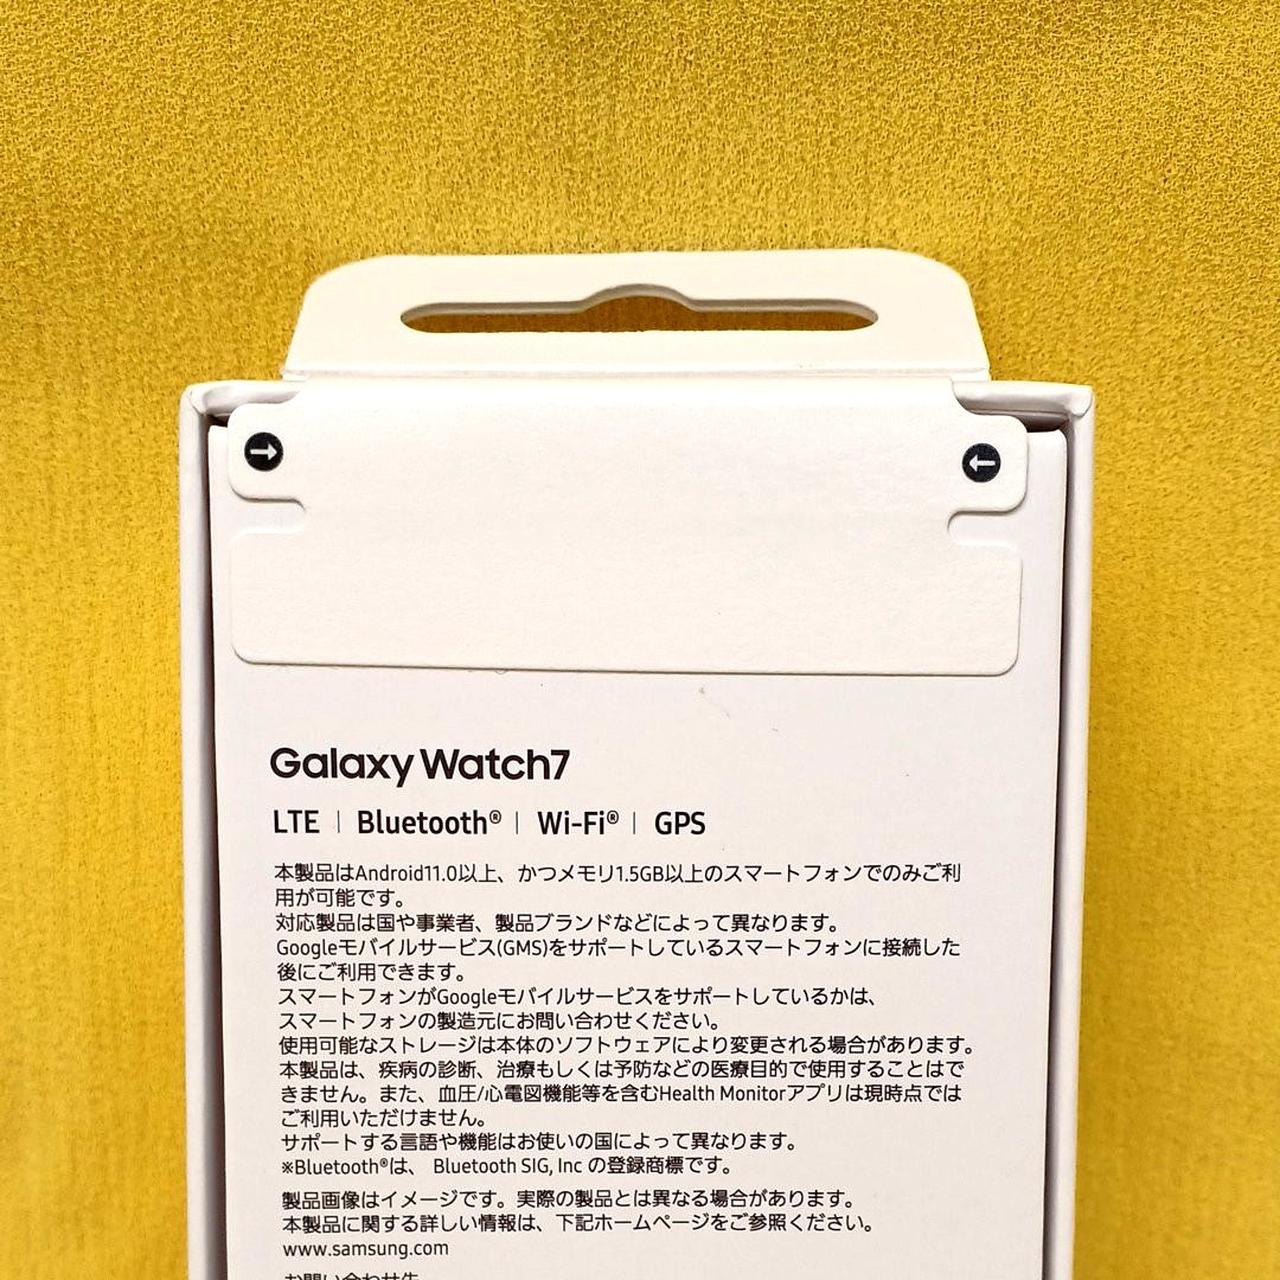 Galaxy Watch7
LTE | Bluetooth® | Wi-Fi® | GPS
本製品はAndroid11.0以上、かつメモリ1.5GB以上のスマートフォンでのみご利
用が可能です。
対応製品は国や事業者、製品ブランドなどによって異なります。
Googleモバイルサービス(GMS)をサポートしているスマートフォンに接続した
後にご利用できます。
スマートフォンがGoogleモバイルサービスをサポートしているかは、
スマートフォンの製造元にお問い合わせください。
使用可能なストレージは本体のソフトウェアにより変更される場合があります。
本製品は、疾病の診断、治療もしくは予防などの医療目的で使用することはで
きません。また、血圧/心電図機能等を含むHealth Monitorアプリは現時点では
ご利用いただけません。
サポートする言語や機能はお使いの国によって異なります。
※Bluetooth®は、 Bluetooth SIG, Inc の登録商標です。
製品画像はイメージです。実際の製品とは異なる場合があります。
本製品に関する詳しい情報は、下記ホームページをご参照ください。
www.samsung.com
お問い合わせ先